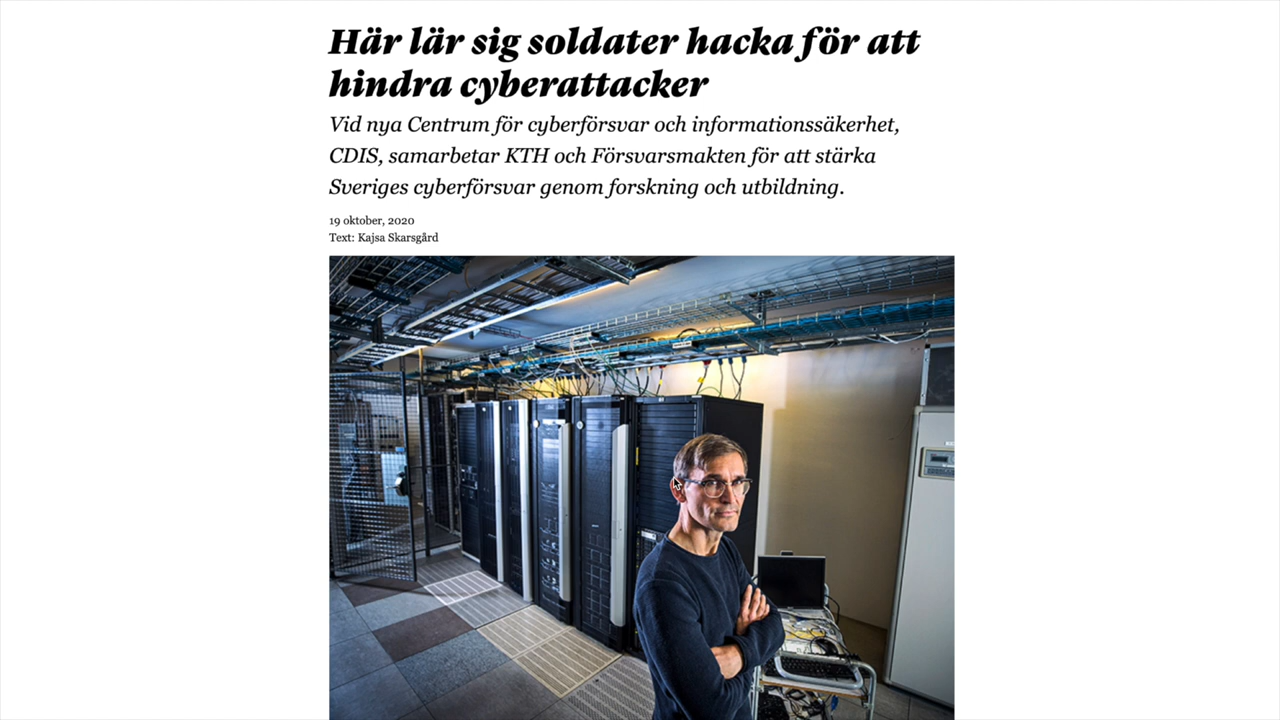 Här lär sig soldater hacka för att
hindra cyberattacker
Vid nya Centrum för cyberförsvar och informationssäkerhet,
CDIS, samarbetar KTH och Försvarsmakten för att stärka
Sveriges cyberförsvar genom forskning och utbildning.
19 oktober, 2020
Text: Kajsa Skarsgård